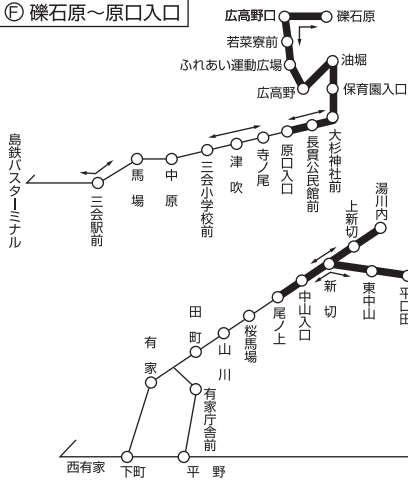 Ⓕ 礫石原～原口入口
広高野口
礫石原
若菜寮前
ふれあい運動広場
油堀
広高野
保育園入口
大杉神社前
長貫公民館前
原口入口
寺ノ尾
津吹
三会小学校前
中原
馬場
三会駅前
島鉄バスターミナル
湯川内
上新切
新切
東中山
平口田
中山入口
尾ノ上
桜馬場
山川
田町
有家
有家庁舎前
西有家
下町
平野